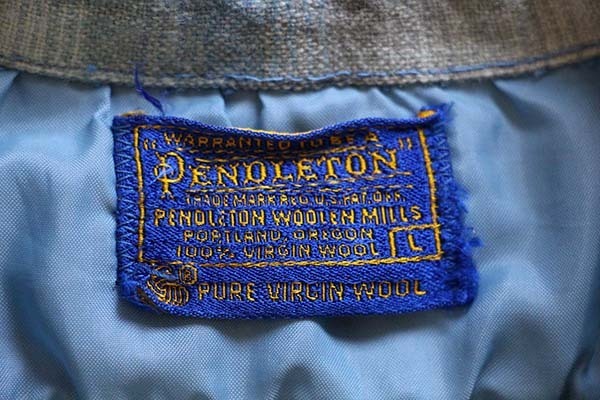 "WARRANTED TO BE A
PENDLETON"
TRADE MARK REG. U.S. PAT. OFF.
PENDLETON WOOLEN MILLS
PORTLAND, OREGON
100% VIRGIN WOOL L
PURE VIRGIN WOOL